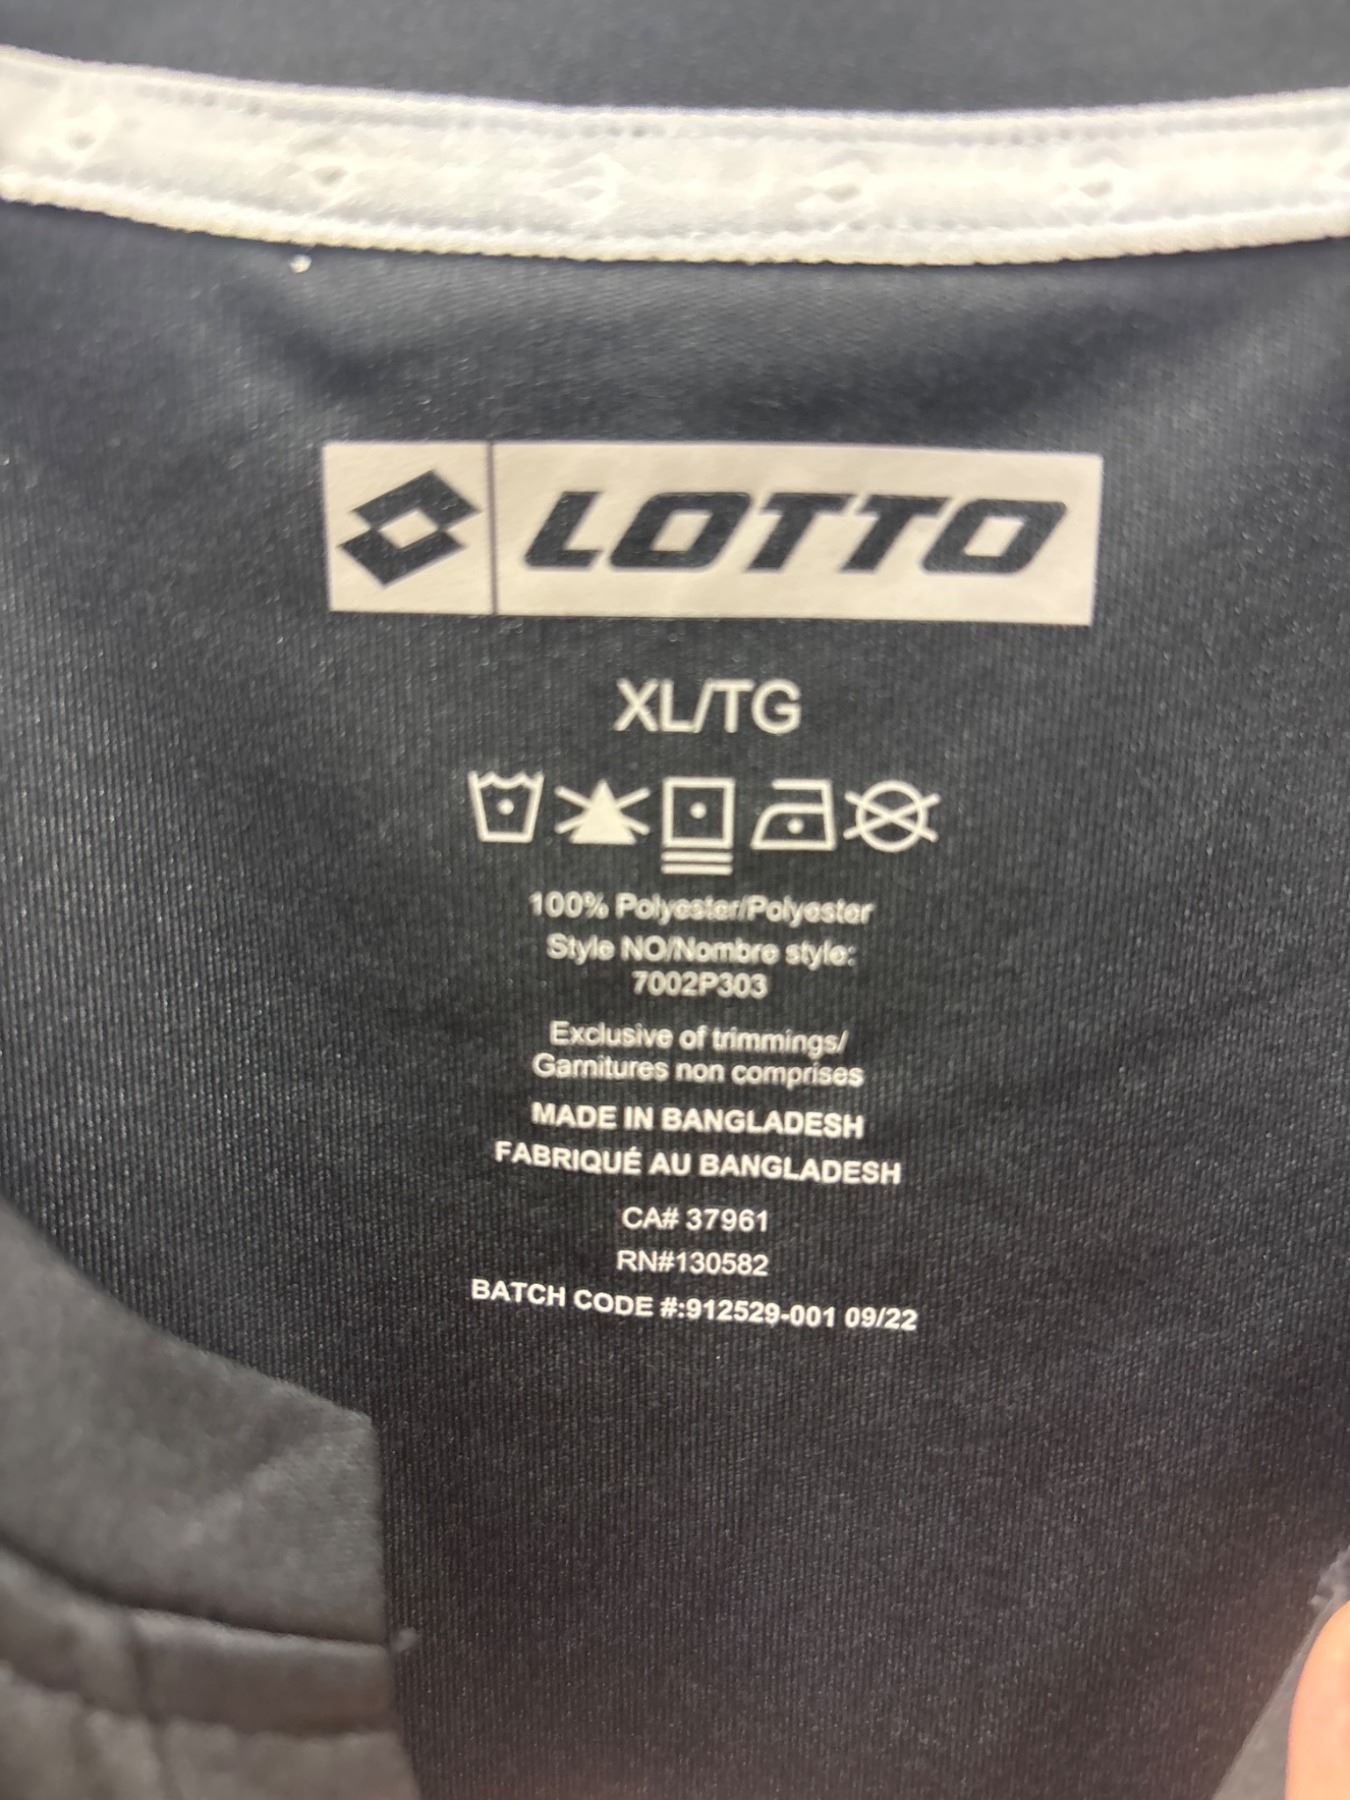 LOTTO
XL/TG
100% Polyester/Polyester
Style NO/Nombre style:
7002P303
Exclusive of trimmings/
Garnitures non comprises
MADE IN BANGLADESH
FABRIQUÉ AU BANGLADESH
CA# 37961
RN#130582
BATCH CODE #:912529-001 09/22